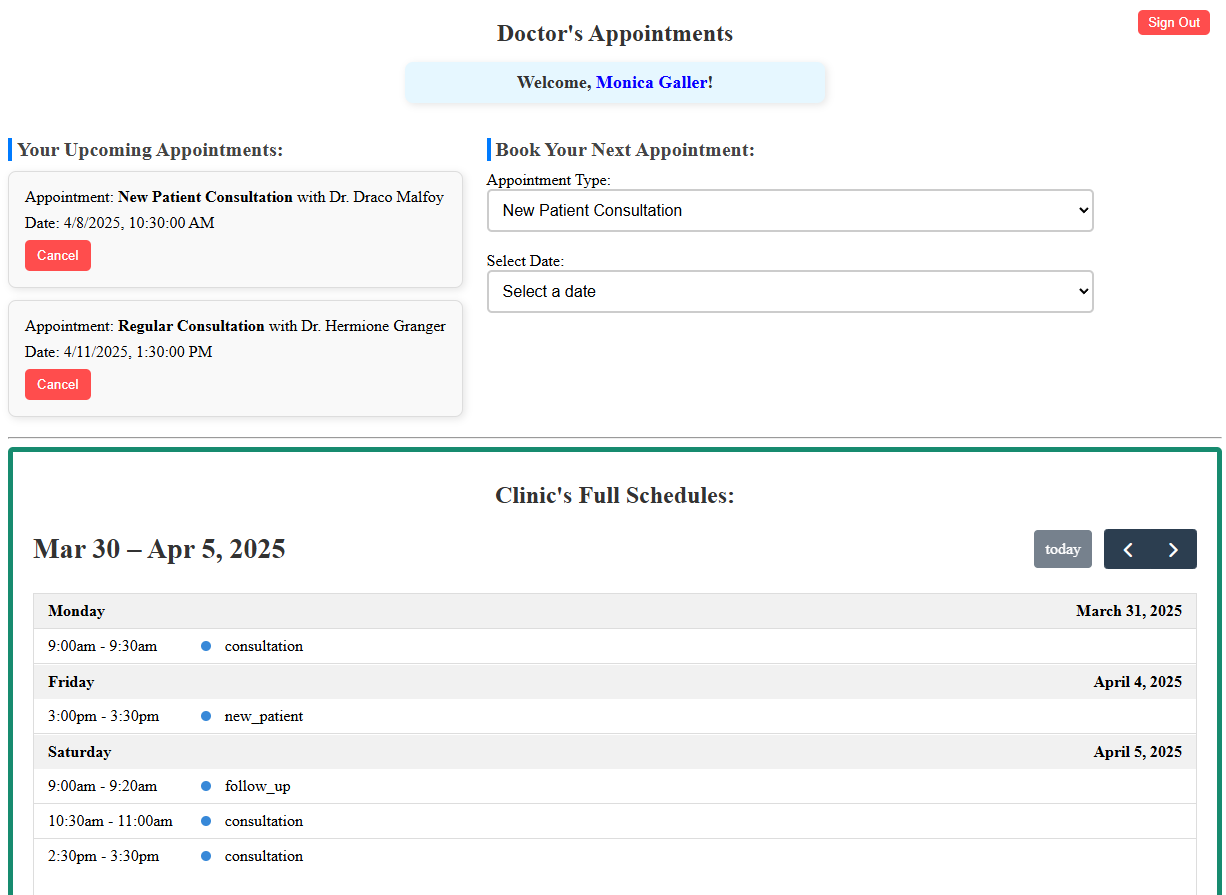 Doctor's Appointments
Sign Out
Welcome, Monica Galler!
Your Upcoming Appointments:
Appointment: New Patient Consultation with Dr. Draco Malfoy
Date: 4/8/2025, 10:30:00 AM
Cancel
Appointment: Regular Consultation with Dr. Hermione Granger
Date: 4/11/2025, 1:30:00 PM
Cancel
Book Your Next Appointment:
Appointment Type:
New Patient Consultation
Select Date:
Select a date
Clinic's Full Schedules:
Mar 30 – Apr 5, 2025
today
Monday March 31, 2025
9:00am - 9:30am consultation
Friday April 4, 2025
3:00pm - 3:30pm new_patient
Saturday April 5, 2025
9:00am - 9:20am follow_up
10:30am - 11:00am consultation
2:30pm - 3:30pm consultation